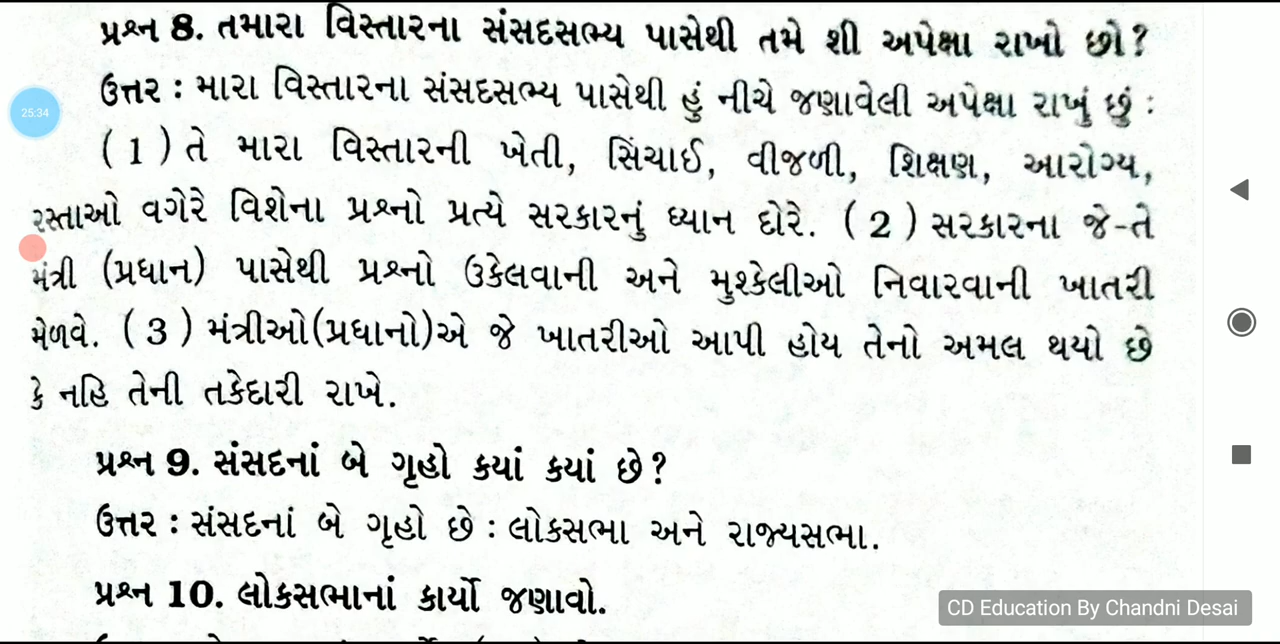 પ્રશ્ન 8. તમારા વિસ્તારના સંસદસભ્ય પાસેથી તમે શી અપેક્ષા રાખો છો?
ઉત્તર : મારા વિસ્તારના સંસદસભ્ય પાસેથી હું નીચે જણાવેલી અપેક્ષા રાખું છું :
25:34
( 1 ) તે મારા વિસ્તારની ખેતી, સિંચાઈ, વીજળી, શિક્ષણ, આરોગ્ય,
રસ્તાઓ વગેરે વિશેના પ્રશ્નો પ્રત્યે સરકારનું ધ્યાન દોરે. ( 2 ) સરકારના જે-તે
મંત્રી (પ્રધાન) પાસેથી પ્રશ્નો ઉકેલવાની અને મુશ્કેલીઓ નિવારવાની ખાતરી
મેળવે. ( 3 ) મંત્રીઓ(પ્રધાનો)એ જે ખાતરીઓ આપી હોય તેનો અમલ થયો છે
કે નહિ તેની તકેદારી રાખે.
પ્રશ્ન 9. સંસદનાં બે ગૃહો કયાં કયાં છે?
ઉત્તર : સંસદનાં બે ગૃહો છે : લોકસભા અને રાજ્યસભા.
પ્રશ્ન 10. લોકસભાનાં કાર્યો જણાવો.
CD Education By Chandni Desai